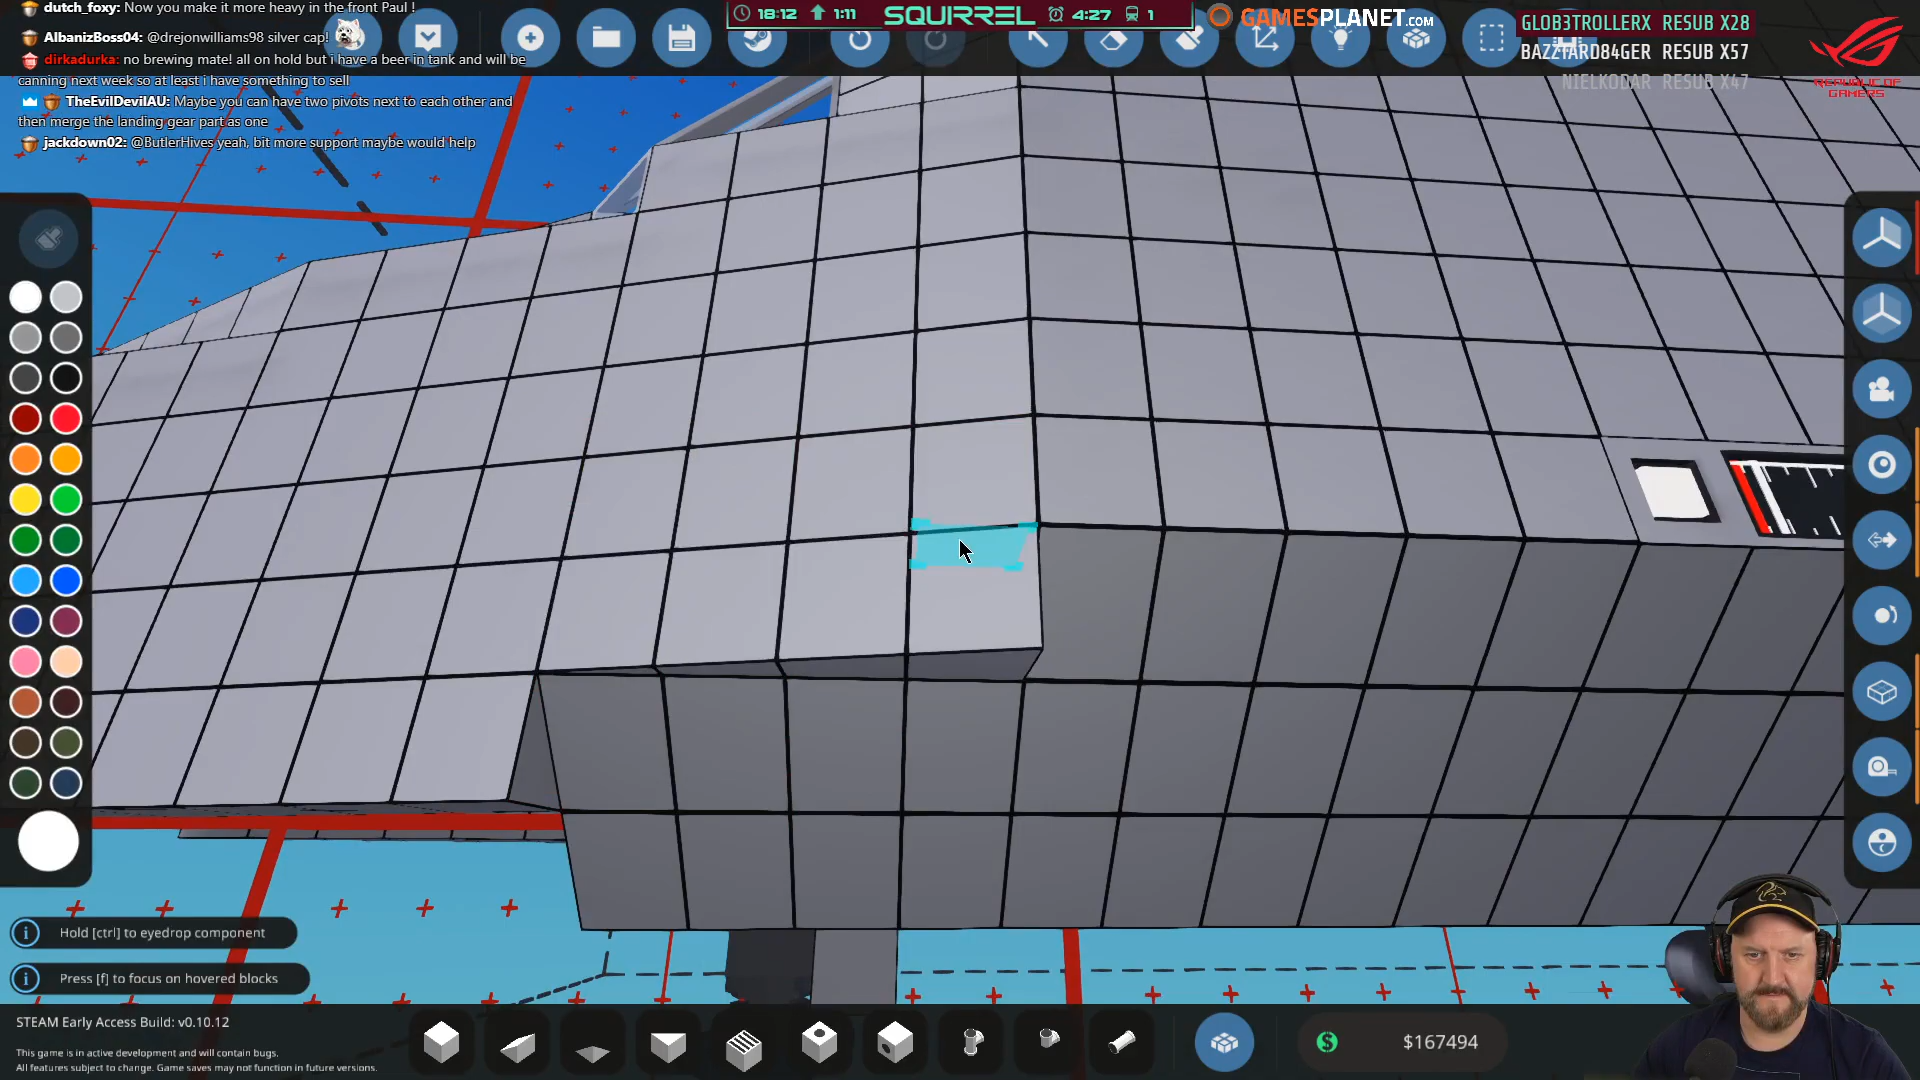 dutch_foxy: Now you make it more heavy in the front Paul !
AlbanizBoss04: @drejonwilliams98 silver cap!
dirkadurka: no brewing mate! all on hold but i have a beer in tank and will be
canning next week so at least i have something to sell
TheEvilDevilAU: Maybe you can have two pivots next to each other and
then merge the landing gear part as one
jackdown02: @ButlerHives yeah, bit more support maybe would help
18:12 1:11 SQUIRREL 4:27 1
GAMESPLANET.COM
GLOB3TROLLERX RESUB X28
BAZZTARD84GER RESUB X57
NIELKODAR RESUB X47
REPUBLIC OF
GAMERS
Hold [ctrl] to eyedrop component
Press [f] to focus on hovered blocks
STEAM Early Access Build: v0.10.12
This game is in active development and will contain bugs.
All features subject to change. Game saves may not function in future versions.
$ $167494